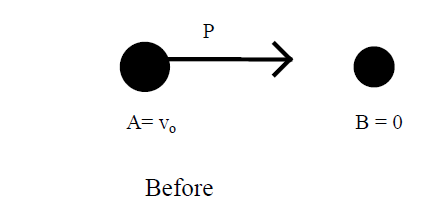 P
A= vₒ
B = 0
Before